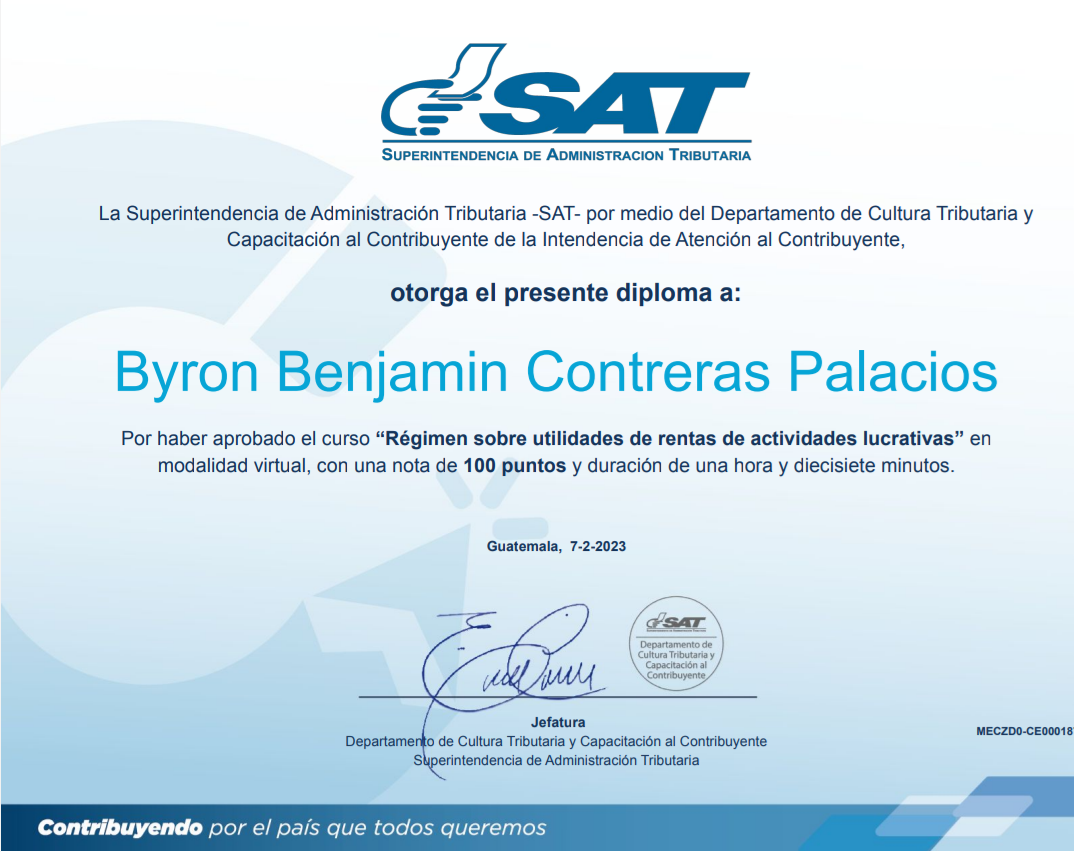 SAT
SUPERINTENDENCIA DE ADMINISTRACION TRIBUTARIA
La Superintendencia de Administración Tributaria -SAT- por medio del Departamento de Cultura Tributaria y
Capacitación al Contribuyente de la Intendencia de Atención al Contribuyente,
otorga el presente diploma a:
Byron Benjamin Contreras Palacios
Por haber aprobado el curso “Régimen sobre utilidades de rentas de actividades lucrativas” en
modalidad virtual, con una nota de 100 puntos y duración de una hora y diecisiete minutos.
Guatemala, 7-2-2023
SAT
Departamento de
Cultura Tributaria y
Capacitación al
Contribuyente
Jefatura
Departamento de Cultura Tributaria y Capacitación al Contribuyente
Superintendencia de Administración Tributaria
MECZD0-CE00018
Contribuyendo por el país que todos queremos